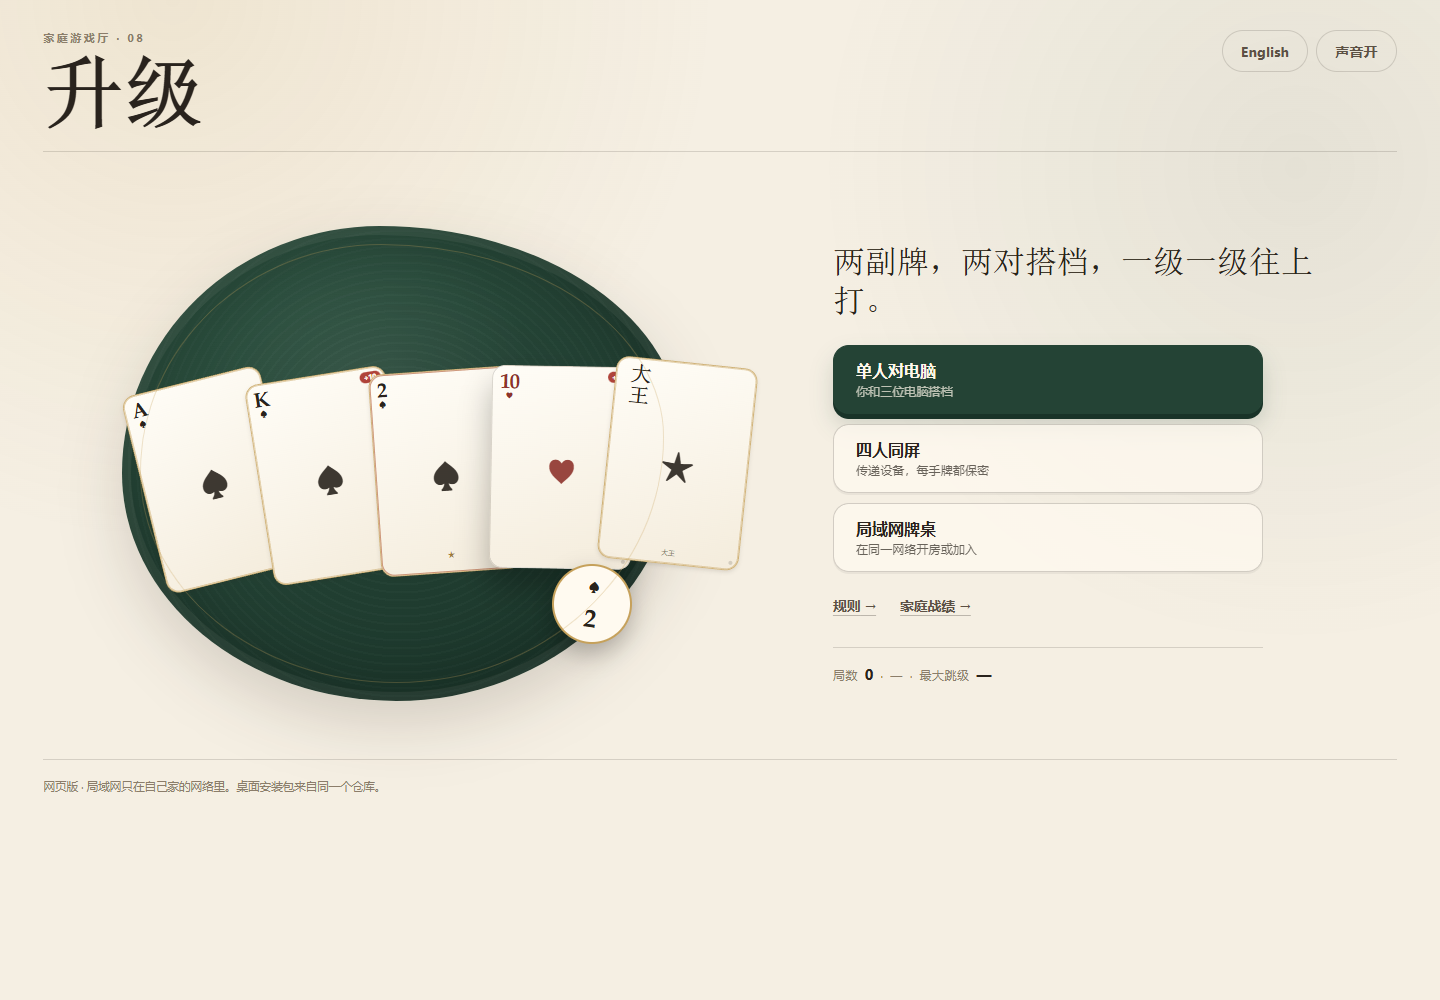 家庭游戏厅 · 08
升级
English
声音开
两副牌，两对搭档，一级一级往上
打。
单人对电脑
你和三位电脑搭档
四人同屏
传递设备，每手牌都保密
局域网牌桌
在同一网络开房或加入
规则 →
家庭战绩 →
局数 0 · — · 最大跳级 —
A
K
2
10
大
王
大王
2
网页版 · 局域网只在自己家的网络里。桌面安装包来自同一个仓库。